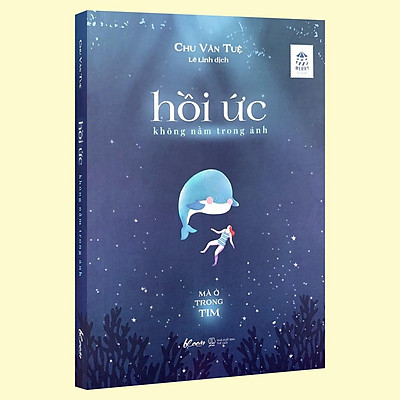 CHU VĂN TUỆ
Lê Linh dịch
hồi ức
không nằm trong ảnh
MÀ Ở
TRONG
TIM
bloom
CHU VĂN TUỆ
hồi ức
không nằm trong ảnh